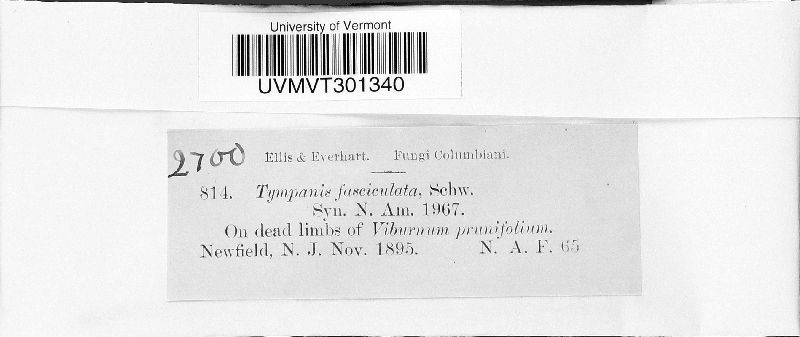 University of Vermont
UVMVT301340
2700 Ellis & Everhart. Fungi Columbiani.
814. Tympanis fasciculata, Schw.
Syn. N. Am. 1967.
On dead limbs of Viburnum prunifolium.
Newfield, N. J. Nov. 1895. N. A. F. 65